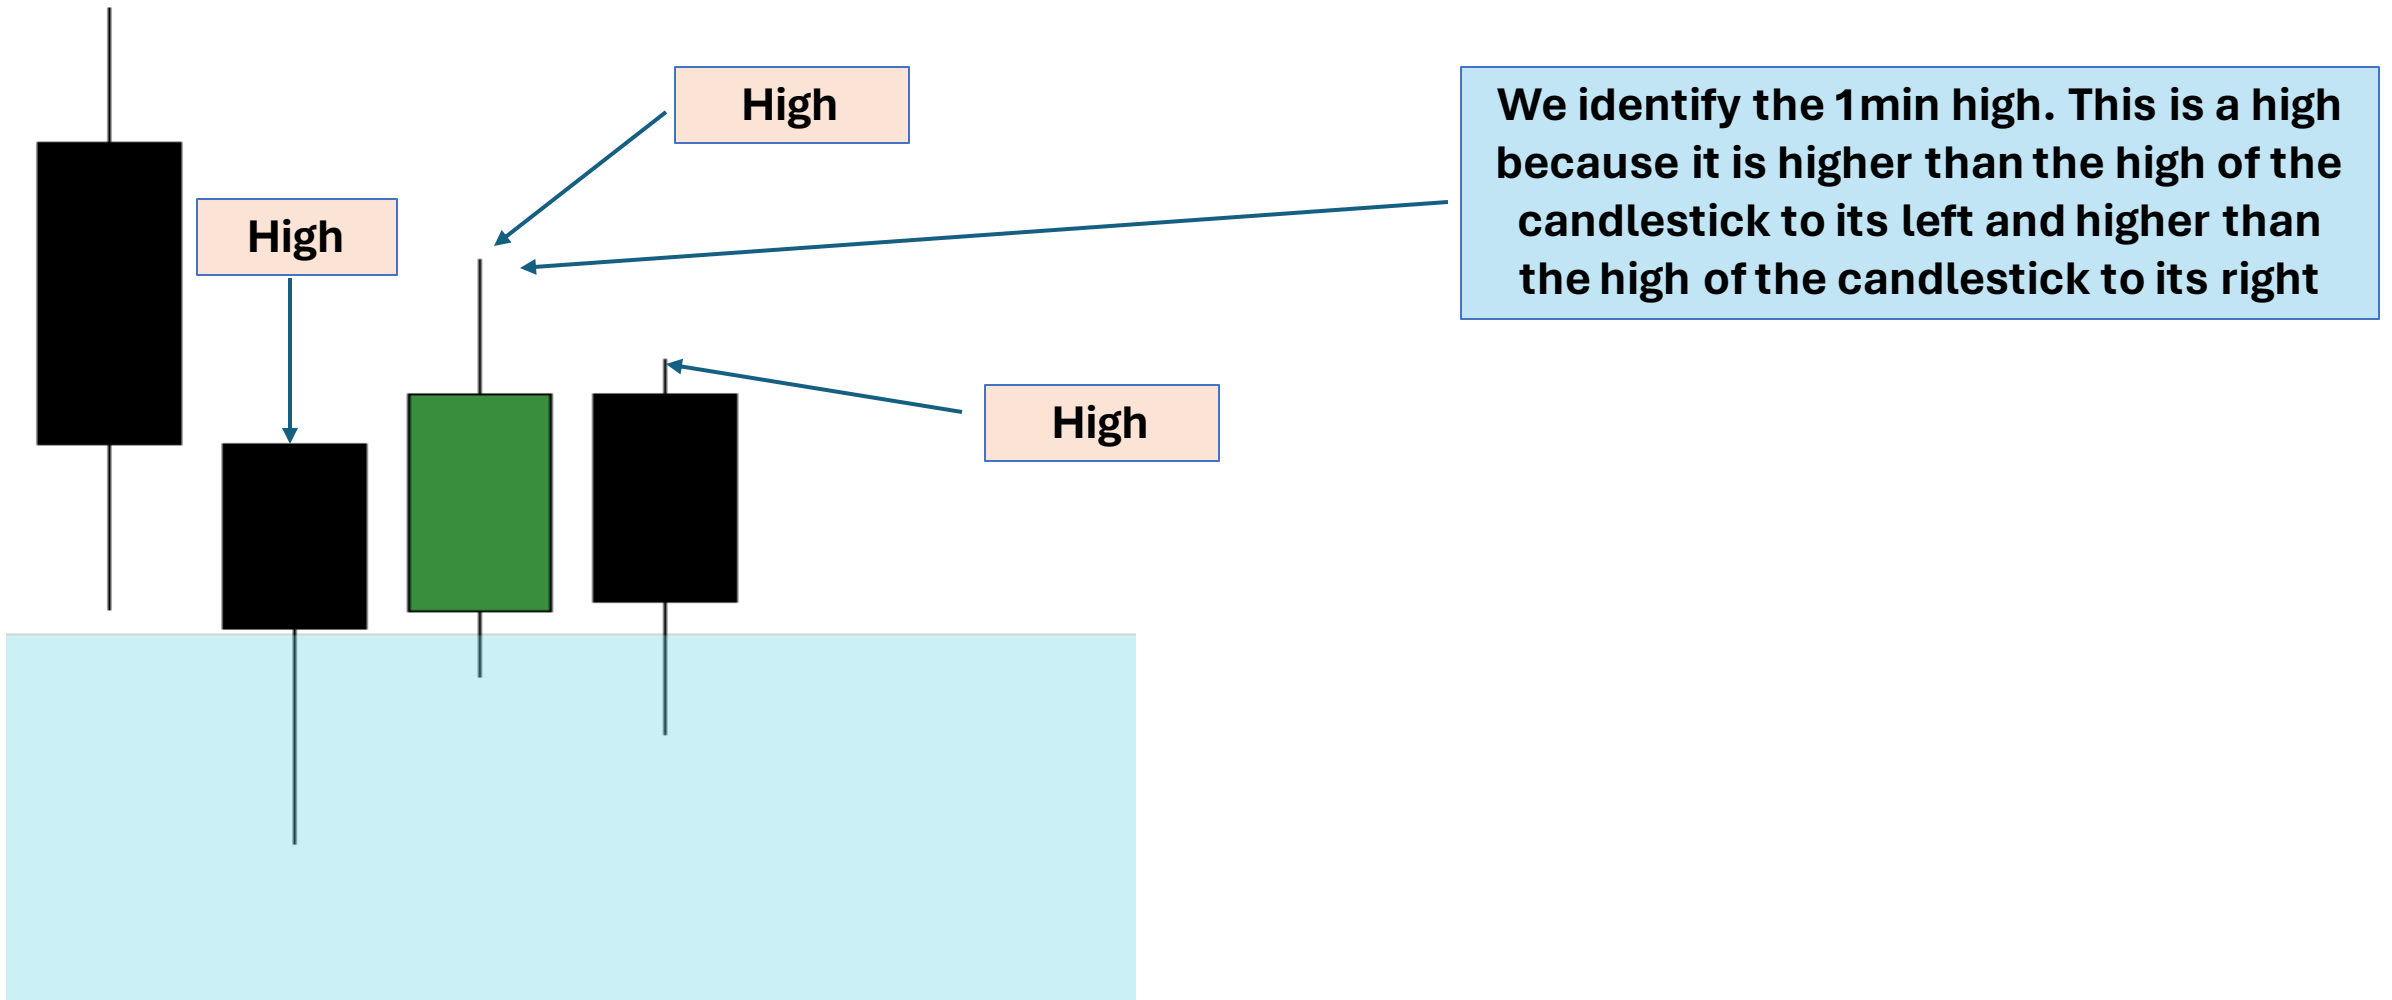 High
We identify the 1min high. This is a high
because it is higher than the high of the
candlestick to its left and higher than
the high of the candlestick to its right
High
High